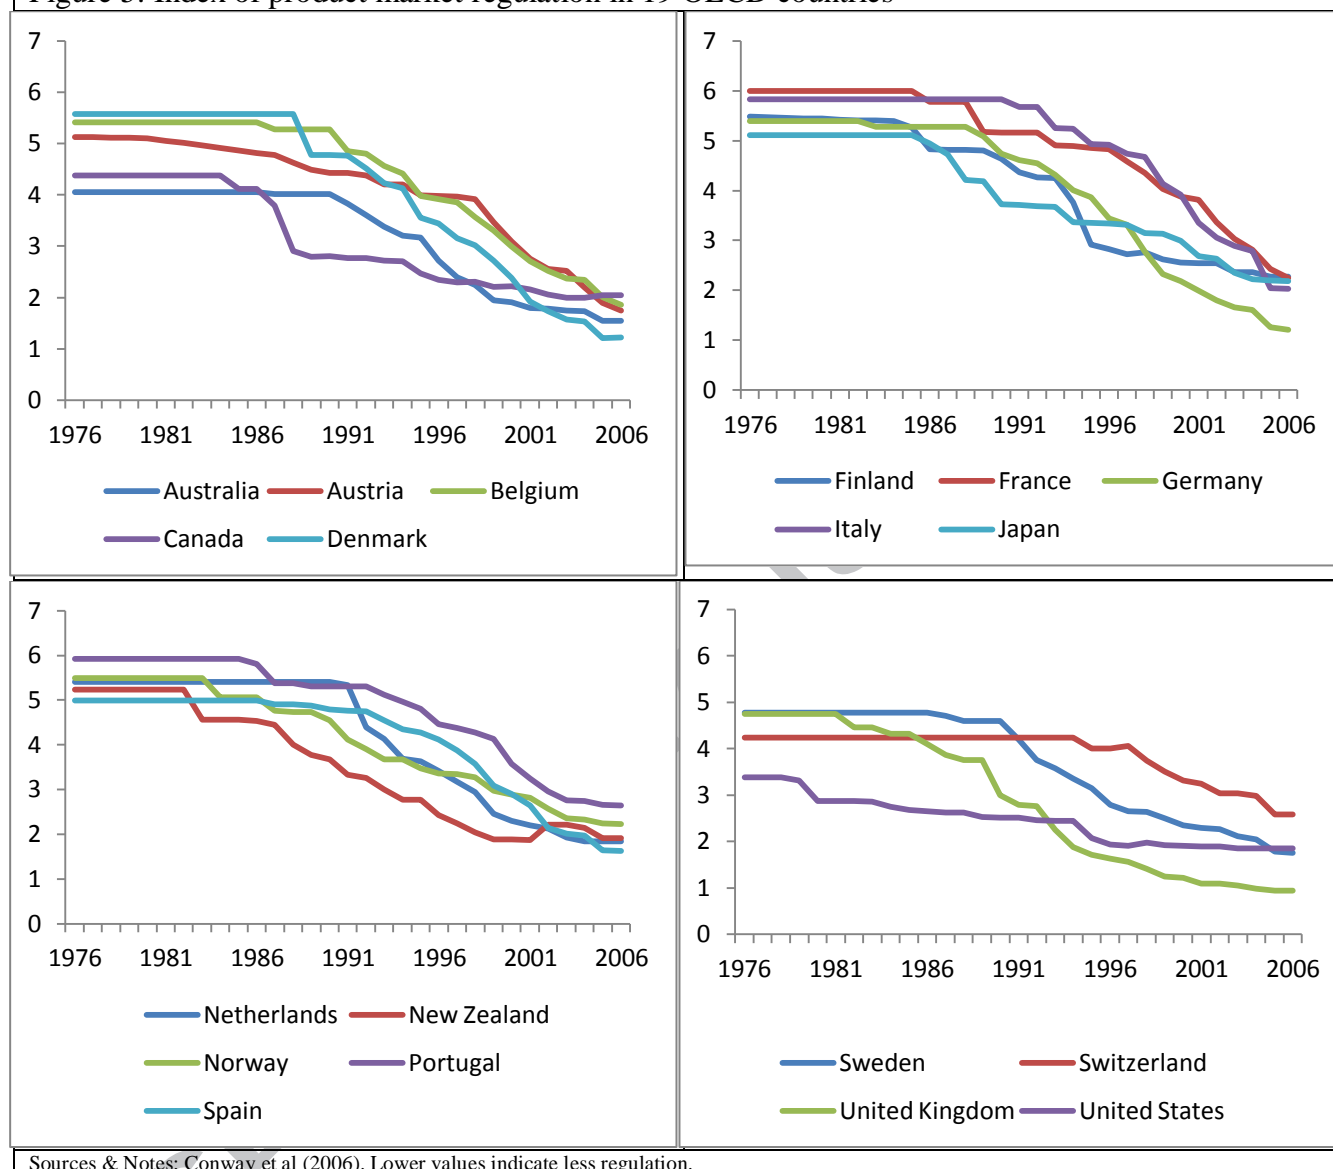 Figure 3: Index of product market regulation in 19 OECD countries
7
6
5
4
3
2
1
0
1976 1981 1986 1991 1996 2001 2006
Australia Austria Belgium
Canada Denmark
7
6
5
4
3
2
1
0
1976 1981 1986 1991 1996 2001 2006
Finland France Germany
Italy Japan
7
6
5
4
3
2
1
0
1976 1981 1986 1991 1996 2001 2006
Netherlands New Zealand
Norway Portugal
Spain
7
6
5
4
3
2
1
0
1976 1981 1986 1991 1996 2001 2006
Sweden Switzerland
United Kingdom United States
Sources & Notes: Conway et al (2006). Lower values indicate less regulation.